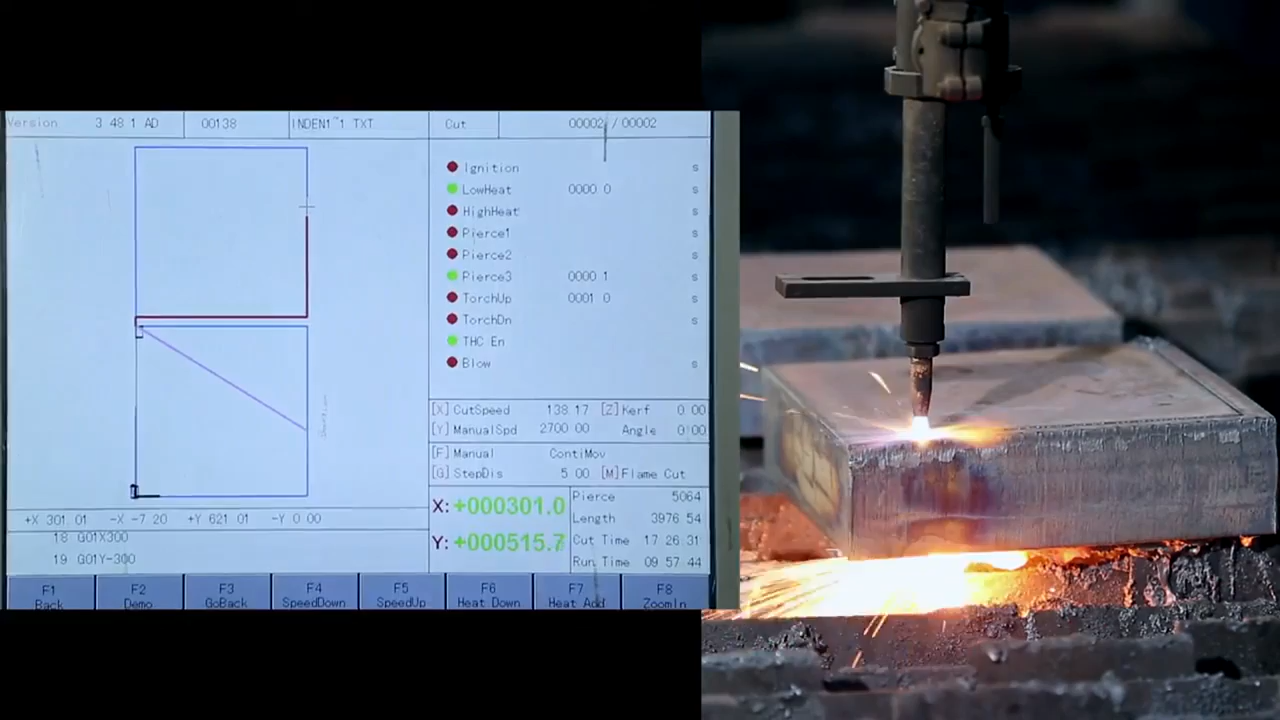 Version 3 48 1 AD 00138 INDEN1~1 TXT Cut 00002 / 00002
Ignition s
LowHeat 0000 0 s
HighHeat s
Pierce1 s
Pierce2 s
Pierce3 0000 1 s
TorchUp 0001 0 s
TorchDn s
THC En
Blow s
[X] CutSpeed 138 17 [Z] Kerf 0 00
[Y] ManualSpd 2700 00 Angle 0 00
[F] Manual ContiMov
[G] StepDis 5 00 [M] Flame Cut
X: +000301.0
Y: +000515.7
Pierce 5064
Length 3976 54
Cut Time 17 26 31
Run Time 09 57 44
+X 301 01 -X -7 20 +Y 621 01 -Y 0 00
18 G01X300
19 G01Y-300
F1 Back
F2 Demo
F3 GoBack
F4 SpeedDown
F5 SpeedUp
F6 Heat Down
F7 Heat Add
F8 ZoomIn